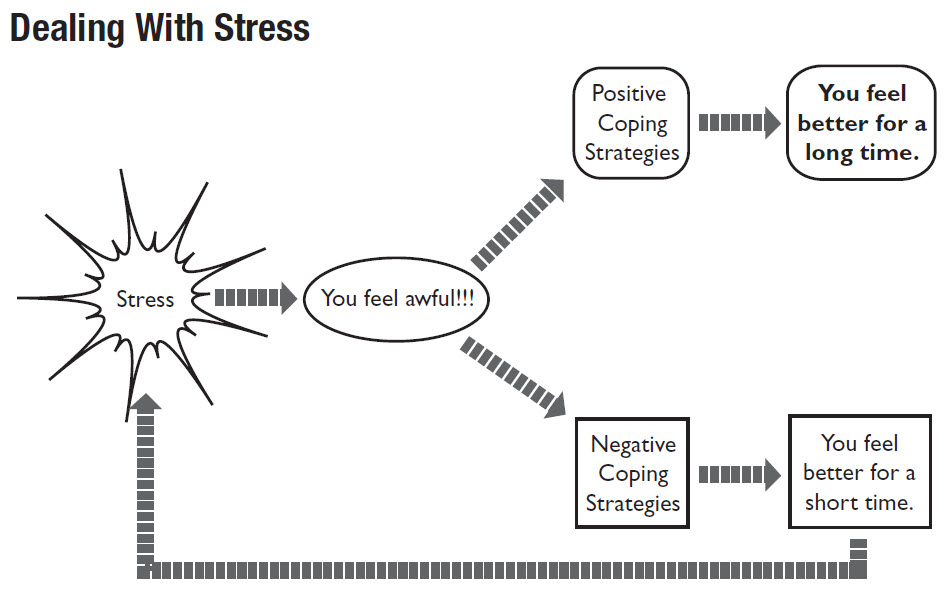 Dealing With Stress
Positive
Coping
Strategies
You feel
better for a
long time.
Stress
You feel awful!!!
Negative
Coping
Strategies
You feel
better for a
short time.